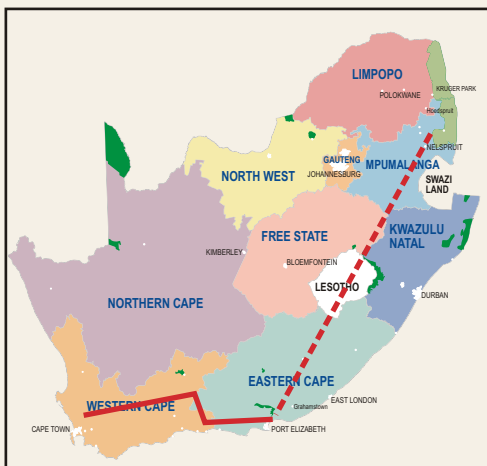 LIMPOPO
KRUGER PARK
POLOKWANE
Hoedspruit
NELSPRUIT
MPUMALANGA
GAUTENG
JOHANNESBURG
NORTH WEST
SWAZI
LAND
KWAZULU
NATAL
FREE STATE
KIMBERLEY
BLOEMFONTEIN
LESOTHO
DURBAN
NORTHERN CAPE
EASTERN CAPE
EAST LONDON
Grahamstown
WESTERN CAPE
CAPE TOWN
PORT ELIZABETH